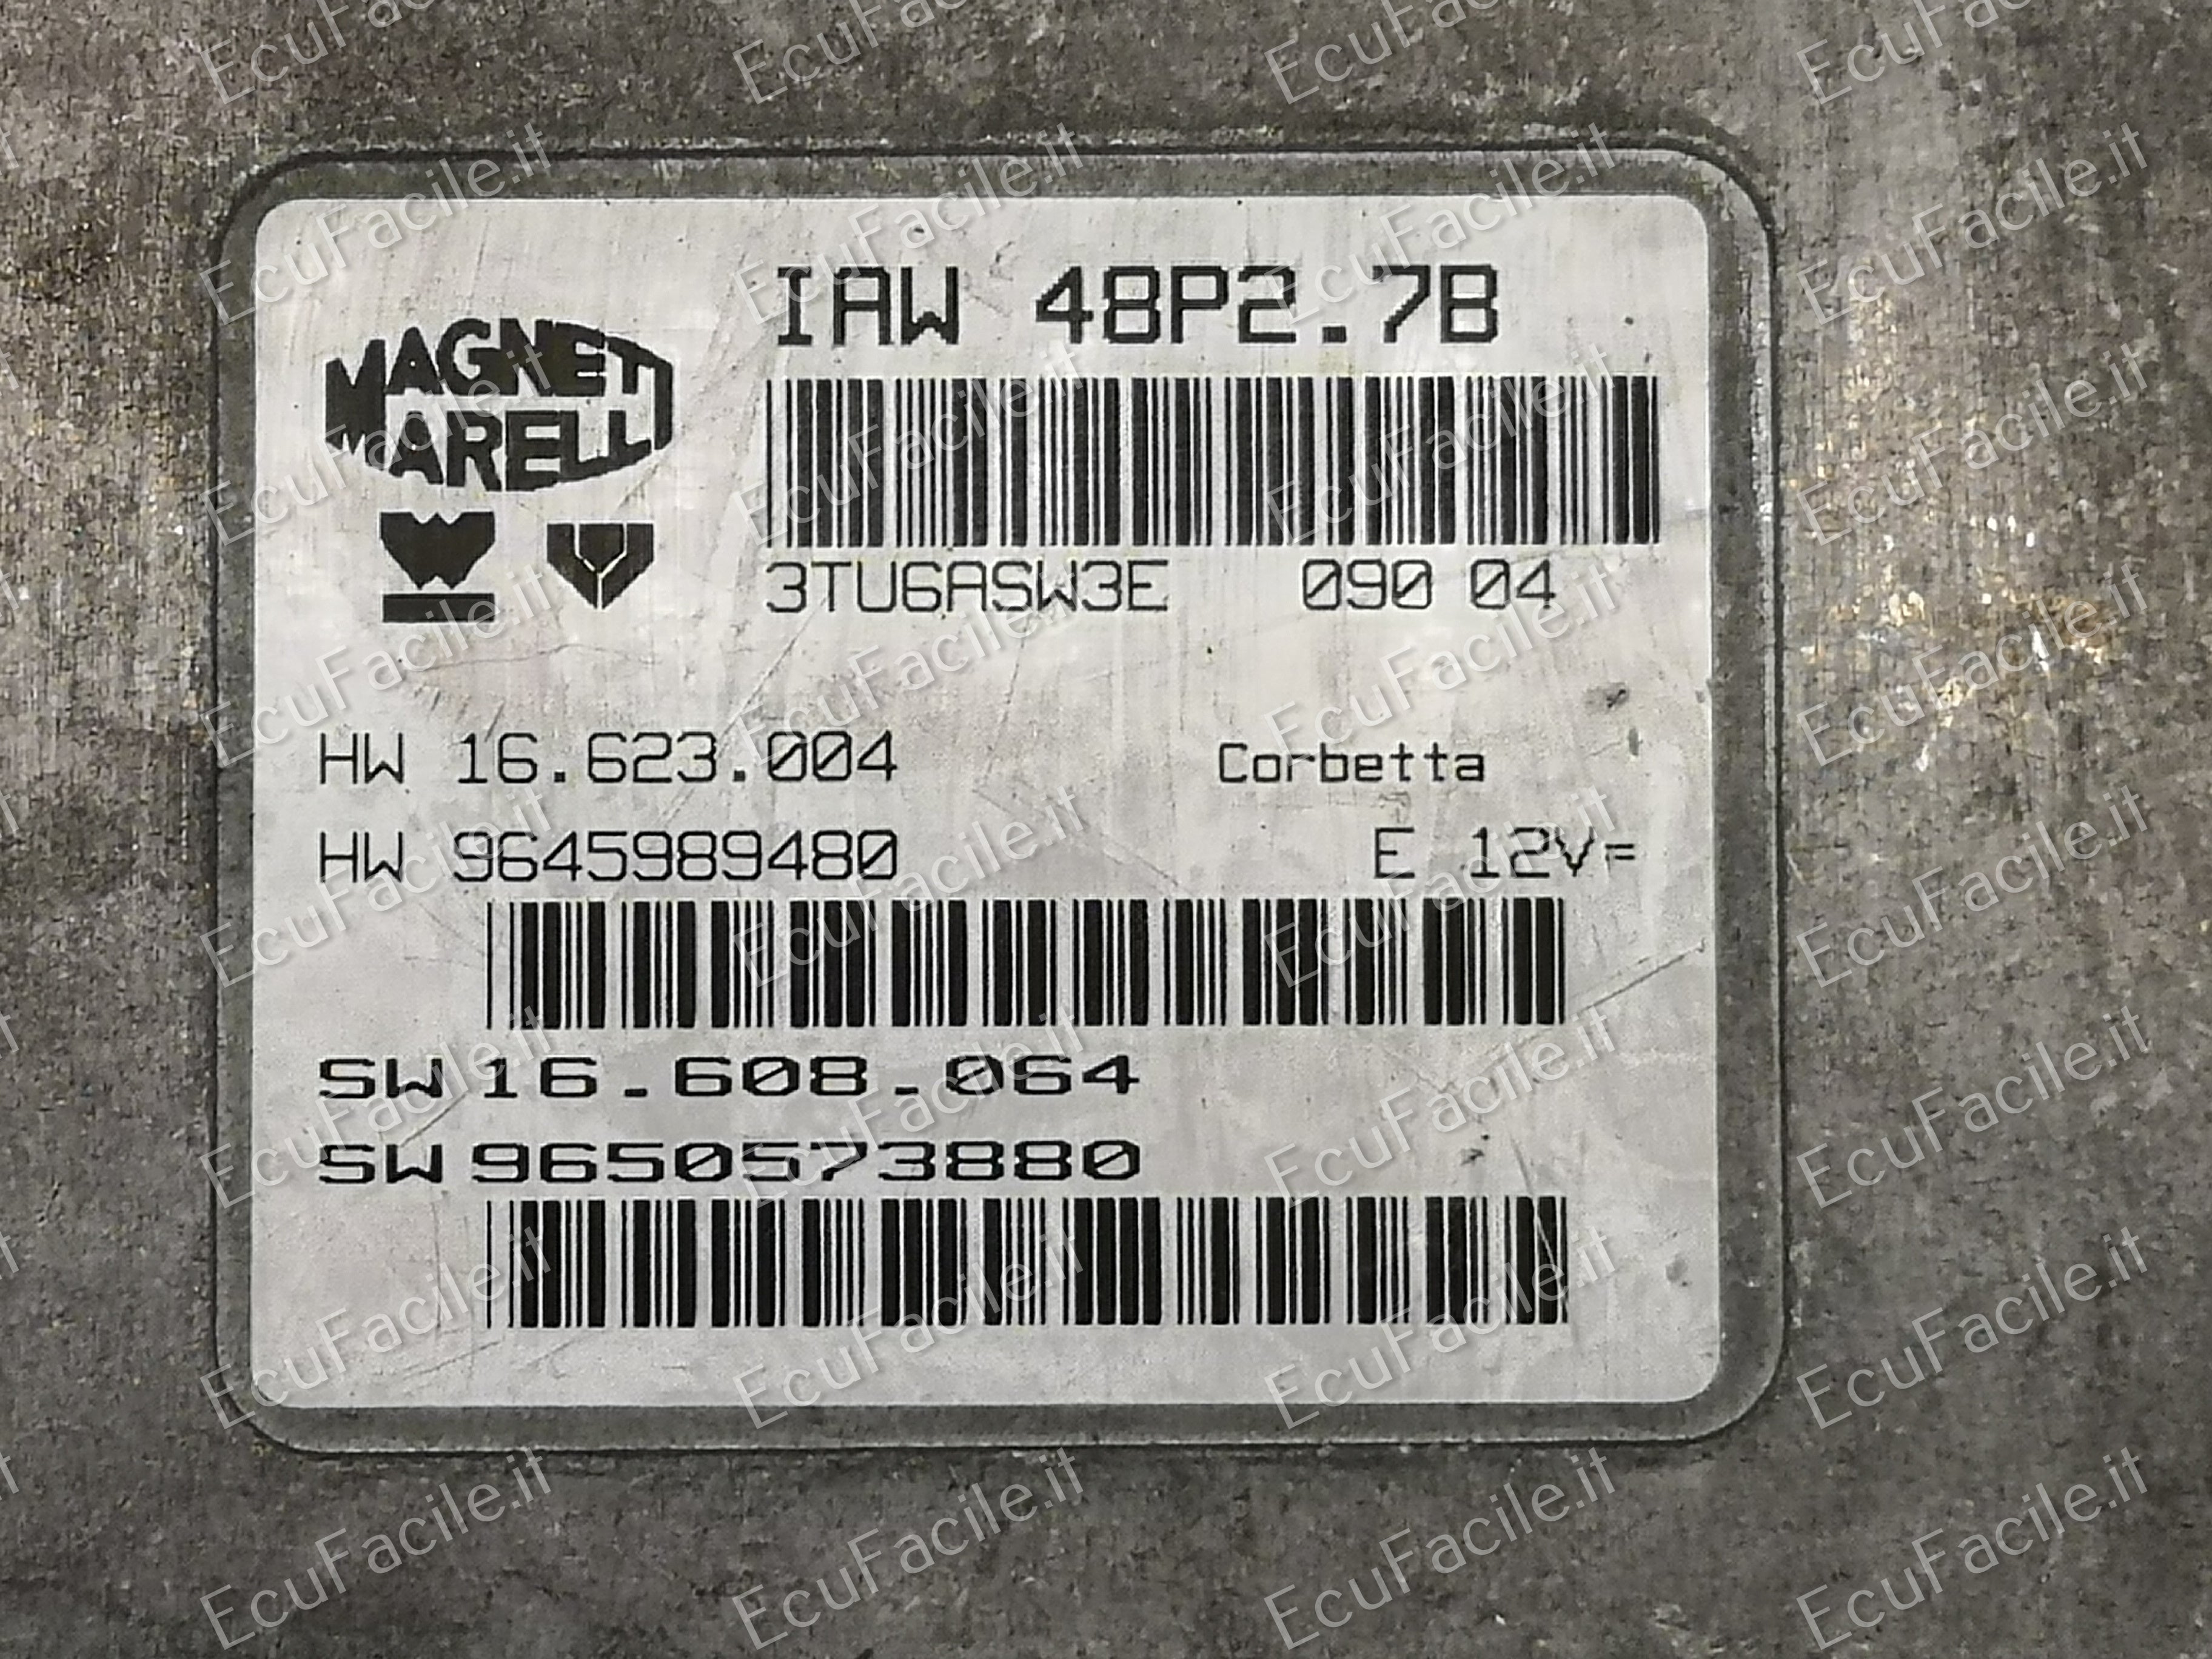 IAW 48P2.7B
MAGNETI
MARELLI
3TU6ASW3E 090 04
HW 16.623.004 Corbetta
HW 9645989480 E 12V=
SW 16.608.064
SW 9650573880
EcuFacile.it